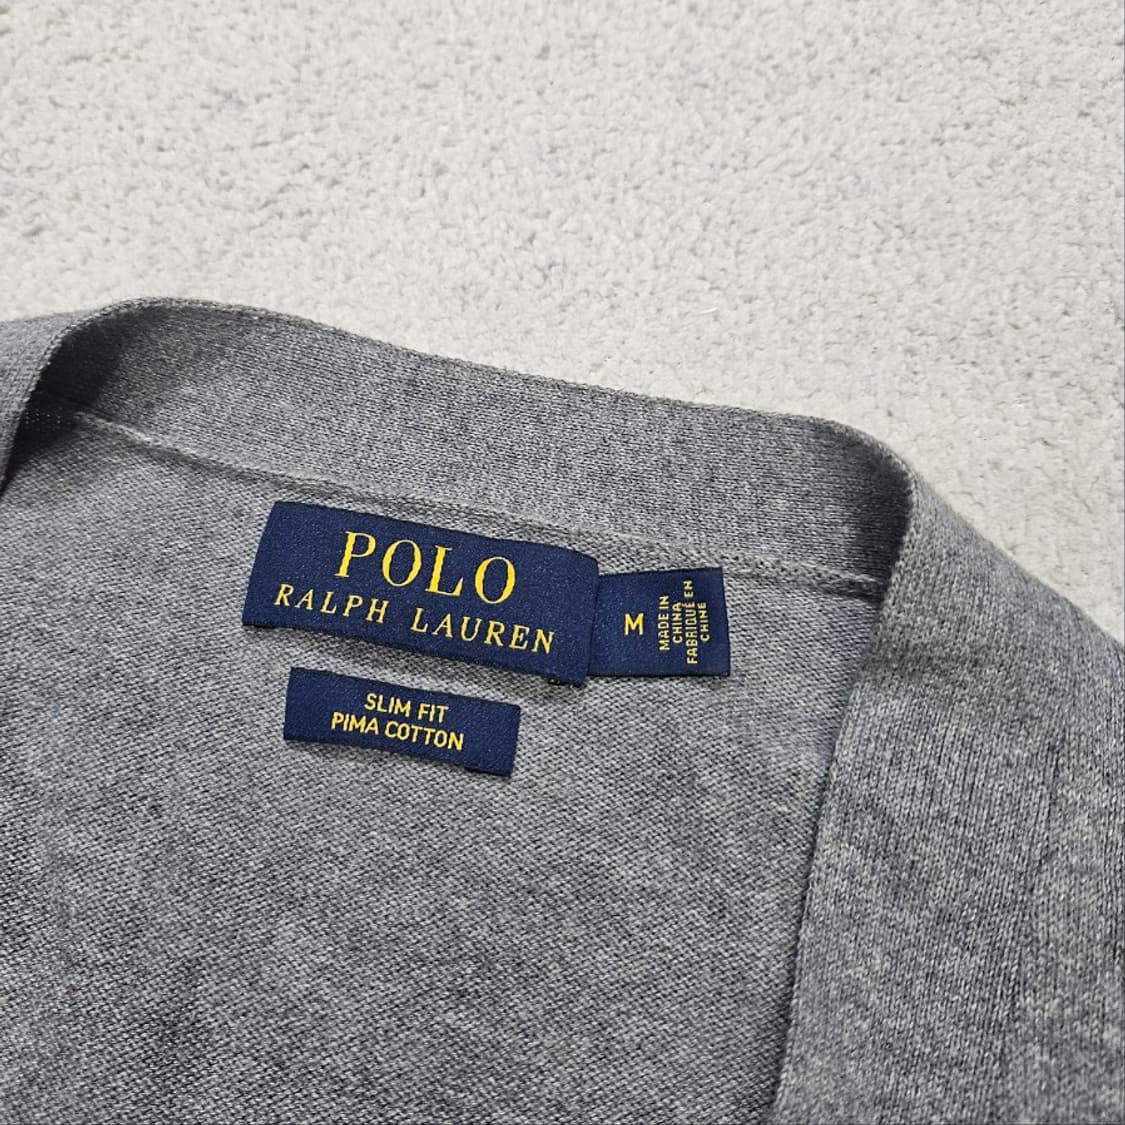 POLO
RALPH LAUREN
M
MADE IN
CHINA
FABRIQUÉ EN
CHINE
SLIM FIT
PIMA COTTON